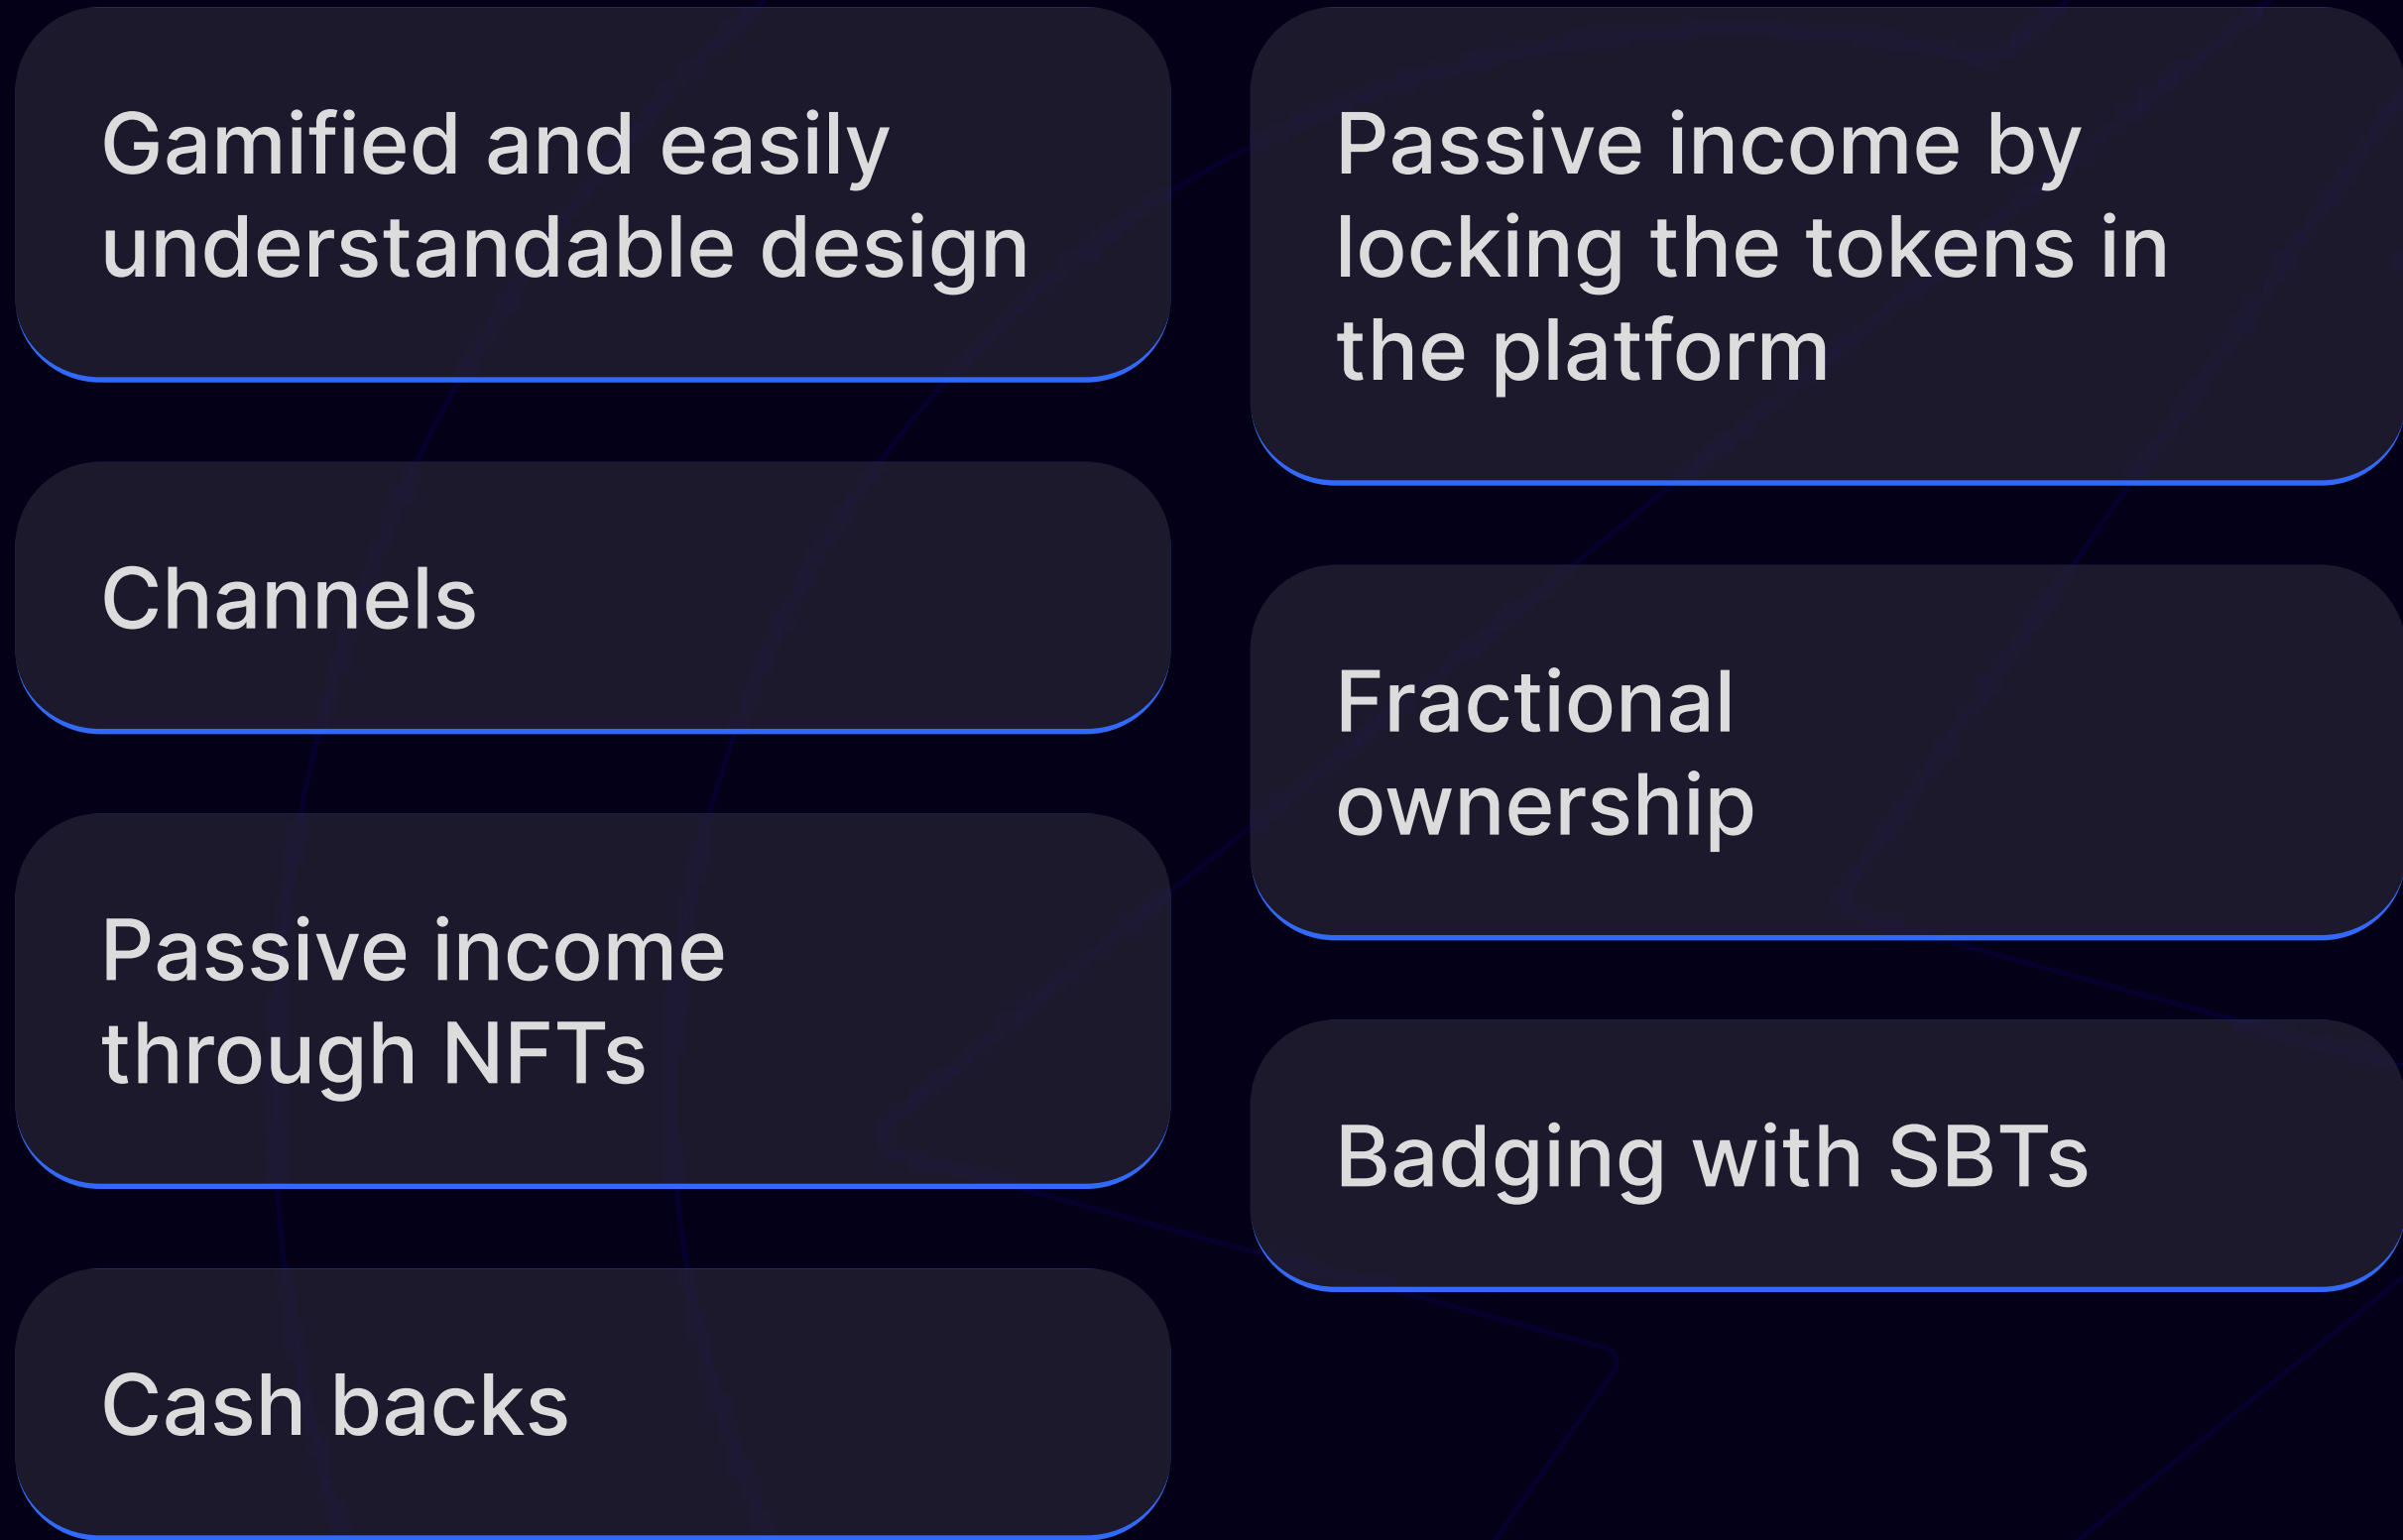 Gamified and easily
understandable design
Channels
Passive income
through NFTs
Cash backs
Passive income by
locking the tokens in
the platform
Fractional
ownership
Badging with SBTs